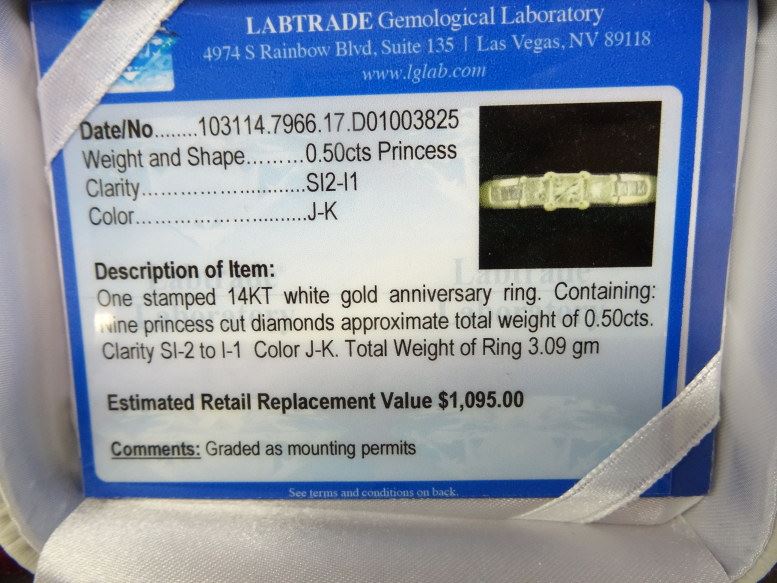 LABTRADE Gemological Laboratory
4974 S Rainbow Blvd, Suite 135 | Las Vegas, NV 89118
www.lglab.com
Date/No........103114.7966.17.D01003825
Weight and Shape.........0.50cts Princess
Clarity..........................SI2-I1
Color...........................J-K
Description of Item:
One stamped 14KT white gold anniversary ring. Containing:
Nine princess cut diamonds approximate total weight of 0.50cts.
Clarity SI-2 to I-1 Color J-K. Total Weight of Ring 3.09 gm
Estimated Retail Replacement Value $1,095.00
Comments: Graded as mounting permits
See terms and conditions on back.